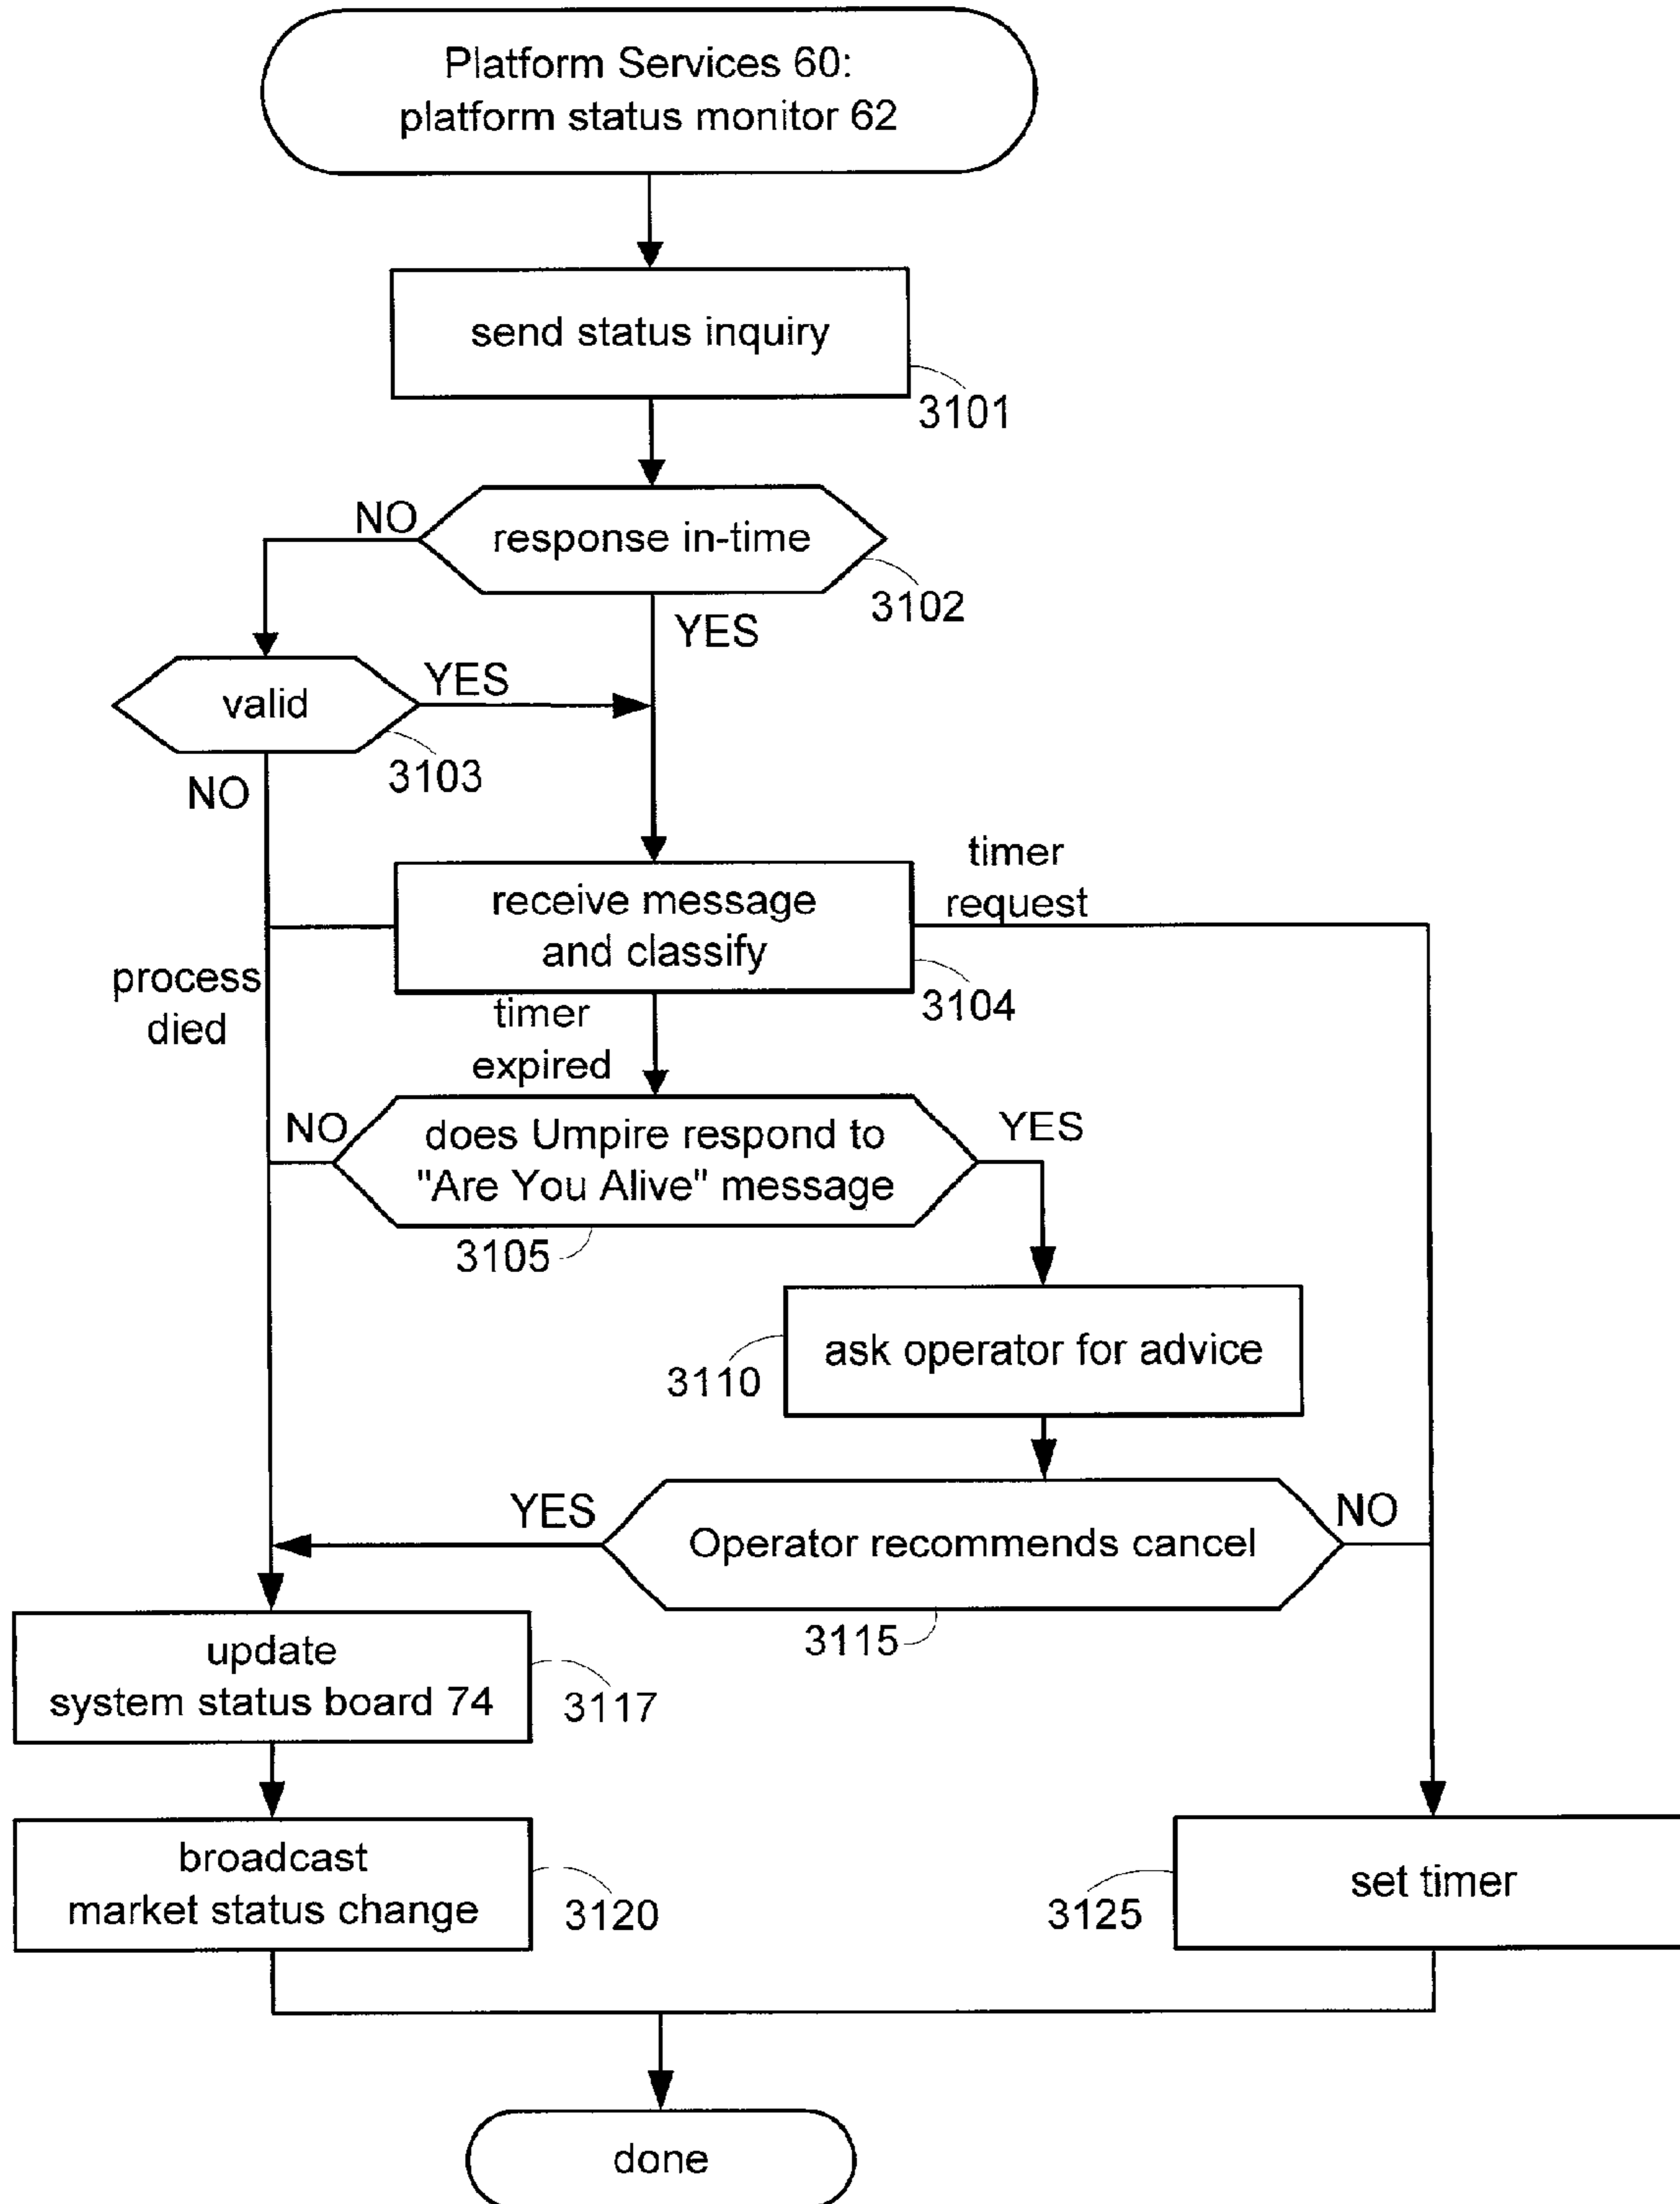 Platform Services 60:
platform status monitor 62
send status inquiry
3101
NO
response in-time
3102
YES
valid
YES
3103
NO
timer
request
receive message
and classify
3104
process
died
timer
expired
NO
does Umpire respond to
"Are You Alive" message
YES
3105
ask operator for advice
3110
YES
Operator recommends cancel
NO
3115
update
system status board 74
3117
broadcast
market status change
3120
set timer
3125
done